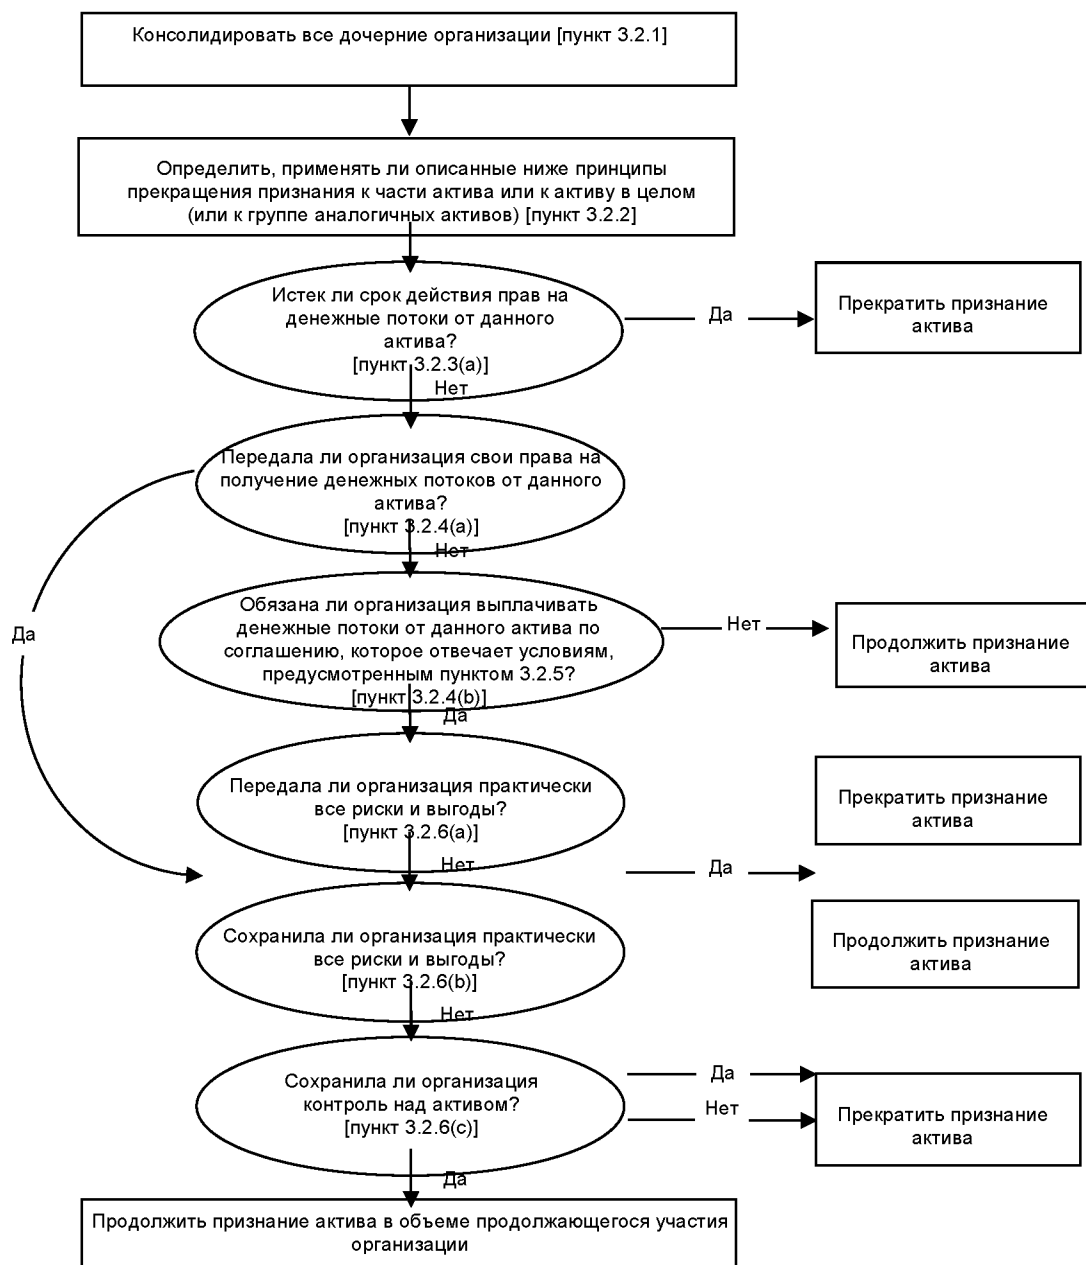 Консолидировать все дочерние организации [пункт 3.2.1]
Определить, применять ли описанные ниже принципы
прекращения признания к части актива или к активу в целом
(или к группе аналогичных активов) [пункт 3.2.2]
Истек ли срок действия прав на
денежные потоки от данного
актива?
[пункт 3.2.3(a)]
Да
Прекратить признание
актива
Нет
Передала ли организация свои права на
получение денежных потоков от данного
актива?
[пункт 3.2.4(a)]
Нет
Да
Обязана ли организация выплачивать
денежные потоки от данного актива по
соглашению, которое отвечает условиям,
предусмотренным пунктом 3.2.5?
[пункт 3.2.4(b)]
Нет
Продолжить признание
актива
Да
Передала ли организация практически
все риски и выгоды?
[пункт 3.2.6(a)]
Прекратить признание
актива
Нет
Да
Сохранила ли организация практически
все риски и выгоды?
[пункт 3.2.6(b)]
Продолжить признание
актива
Нет
Сохранила ли организация
контроль над активом?
[пункт 3.2.6(c)]
Да
Нет
Прекратить признание
актива
Да
Продолжить признание актива в объеме продолжающегося участия
организации